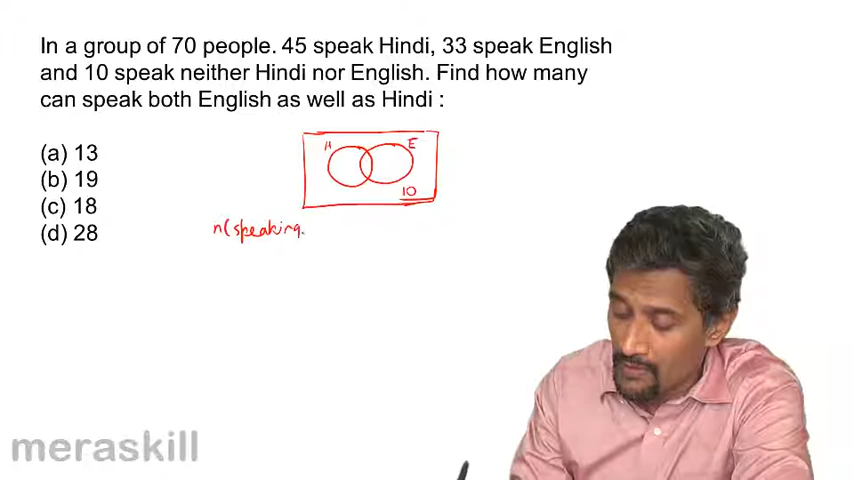 In a group of 70 people. 45 speak Hindi, 33 speak English
and 10 speak neither Hindi nor English. Find how many
can speak both English as well as Hindi :
(a) 13
(b) 19
(c) 18
(d) 28
H E
10
n(speaking.
meraskill